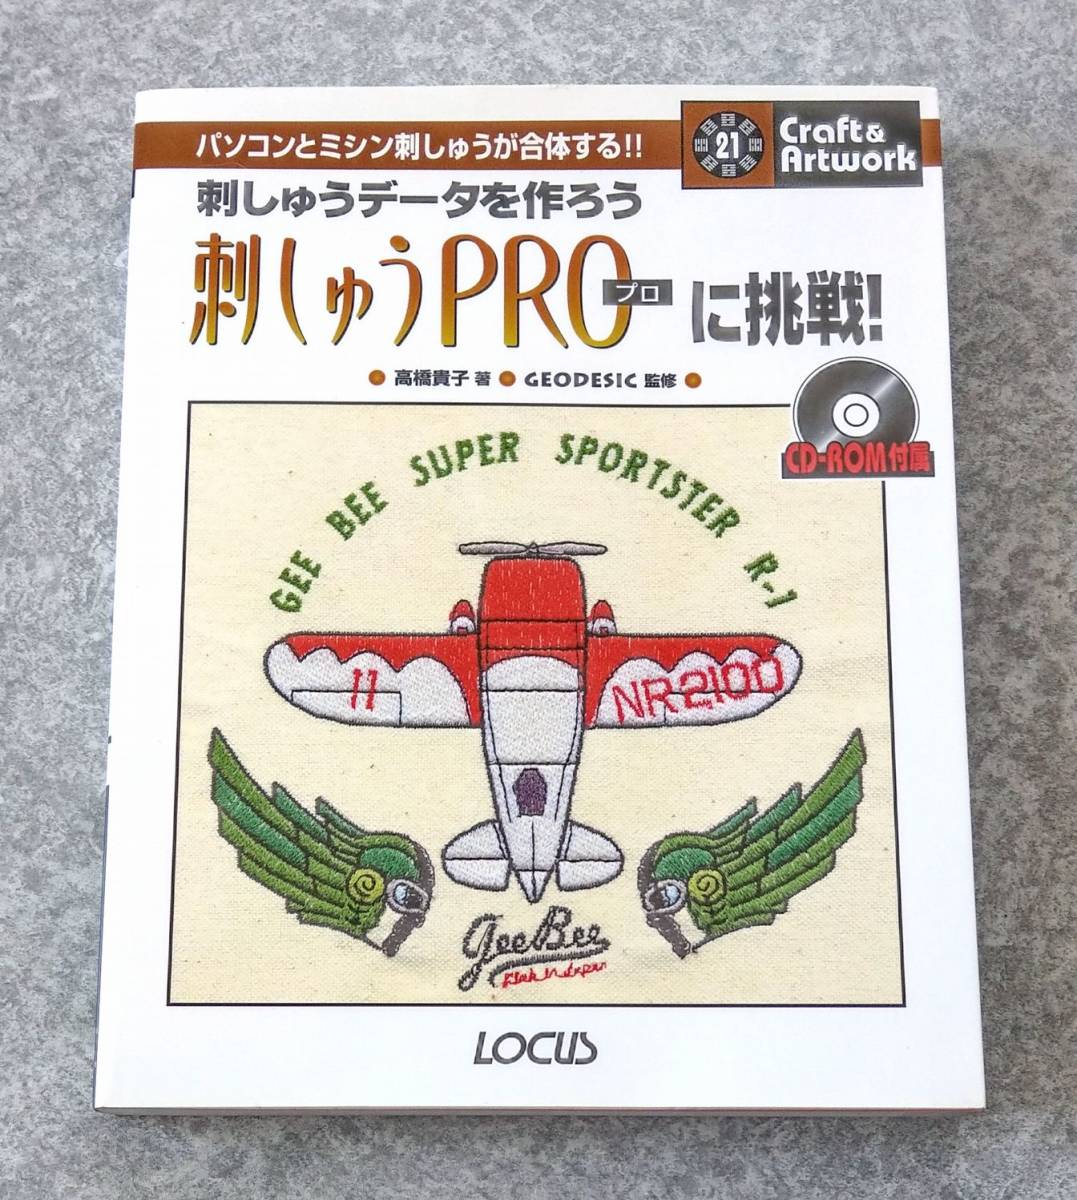 パソコンとミシン刺しゅうが合体する!!
21
Craft &
Artwork
刺しゅうデータを作ろう
刺しゅうPRO
プロ
に挑戦!
高橋貴子 著 GEODESIC 監修
CD-ROM付属
GEE BEE SUPER SPORTSTER R-1
11
NR2100
geeBee
LOCUS